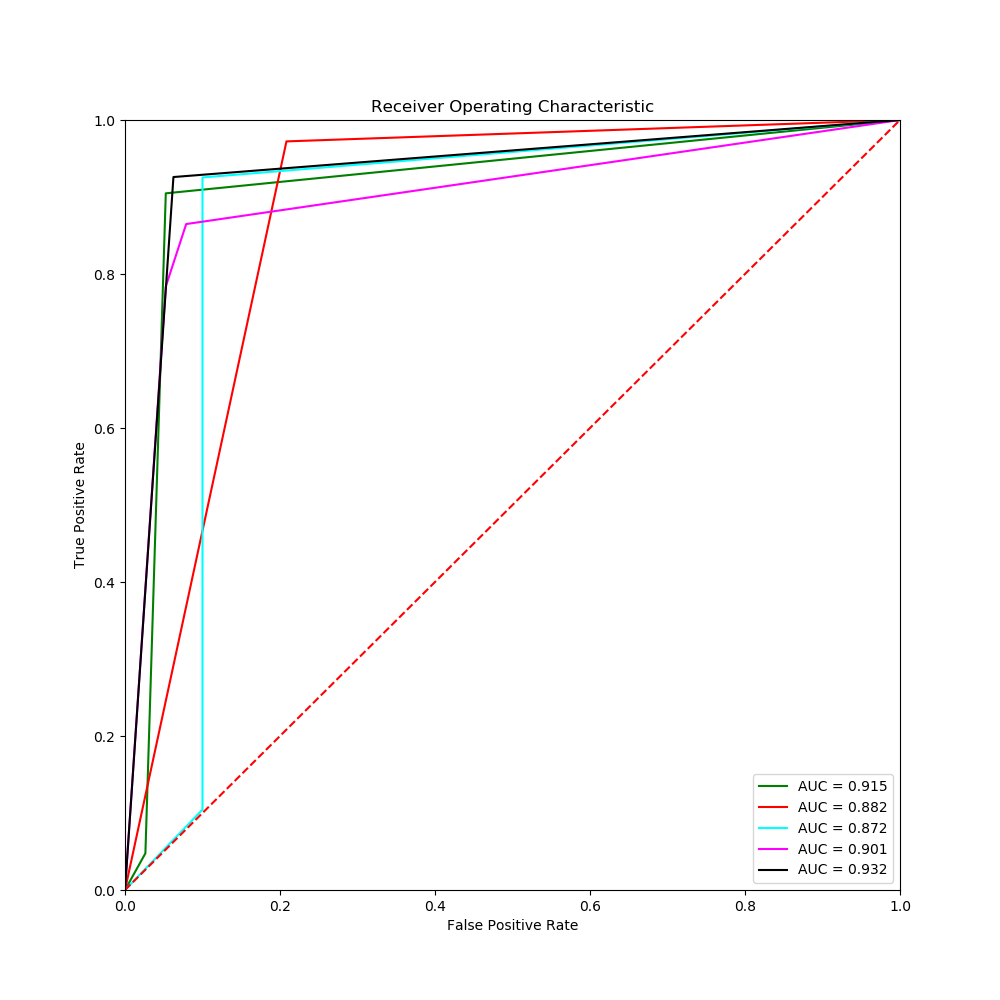 Receiver Operating Characteristic
1.0
0.8
0.6
0.4
0.2
0.0
True Positive Rate
0.0 0.2 0.4 0.6 0.8 1.0
False Positive Rate
AUC = 0.915
AUC = 0.882
AUC = 0.872
AUC = 0.901
AUC = 0.932